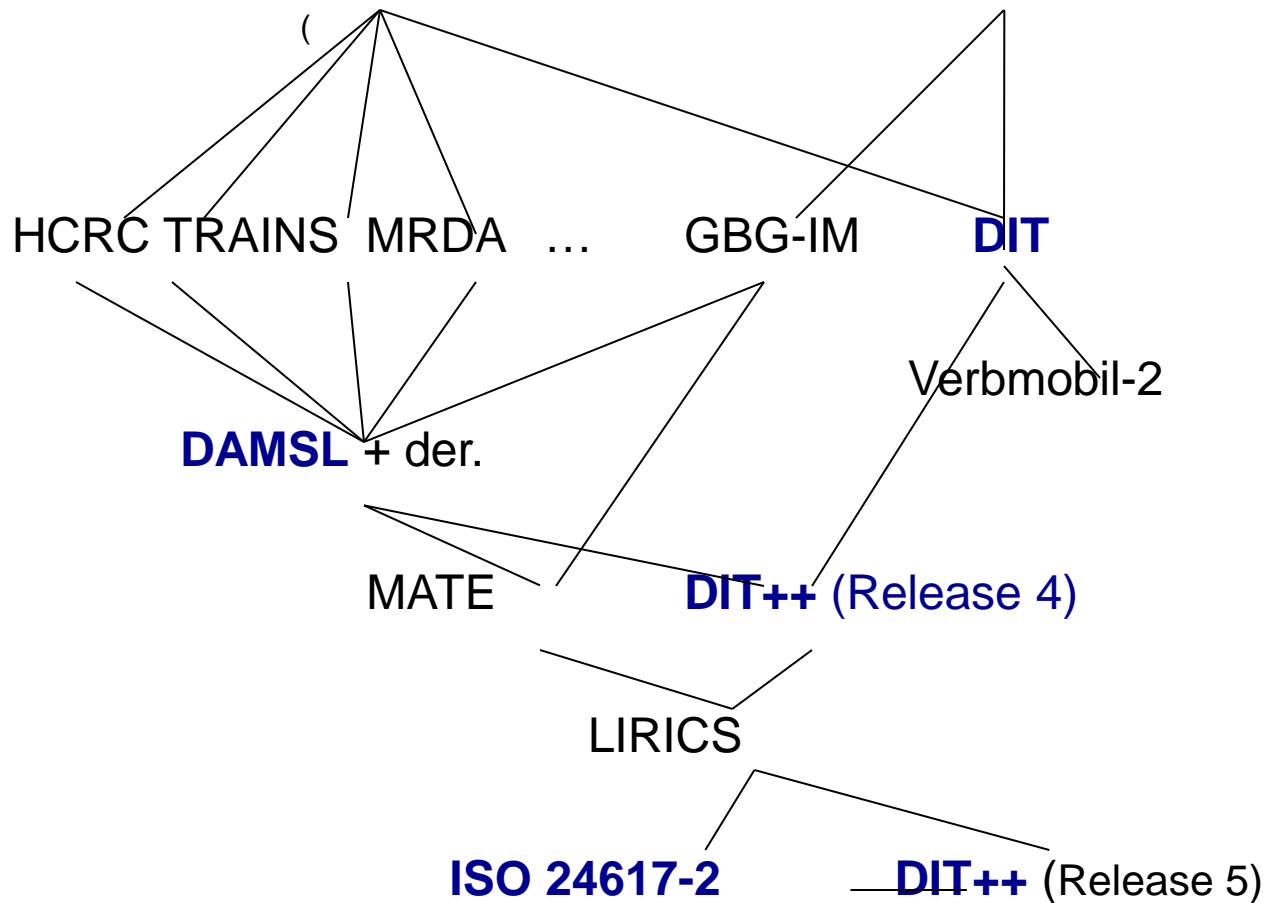 (
HCRC TRAINS MRDA … GBG-IM DIT
Verbmobil-2
DAMSL + der.
MATE DIT++ (Release 4)
LIRICS
ISO 24617-2 DIT++ (Release 5)